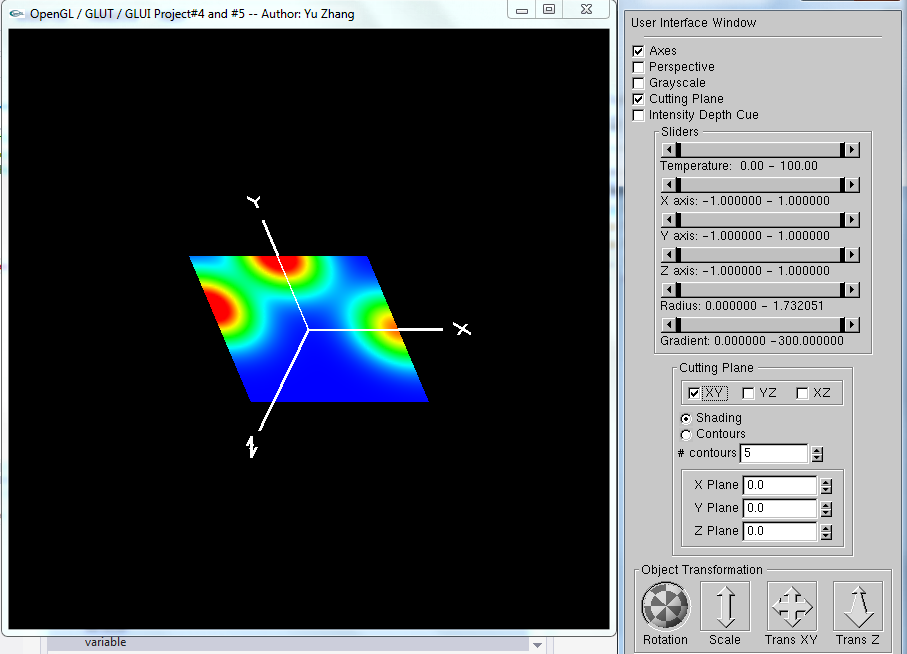 OpenGL / GLUT / GLUI Project#4 and #5 -- Author: Yu Zhang
Y
X
Z
variable
User Interface Window
Axes
Perspective
Grayscale
Cutting Plane
Intensity Depth Cue
Sliders
Temperature: 0.00 - 100.00
X axis: -1.000000 - 1.000000
Y axis: -1.000000 - 1.000000
Z axis: -1.000000 - 1.000000
Radius: 0.000000 - 1.732051
Gradient: 0.000000 -300.000000
Cutting Plane
XY YZ XZ
Shading
Contours
# contours 5
X Plane 0.0
Y Plane 0.0
Z Plane 0.0
Object Transformation
Rotation Scale Trans XY Trans Z